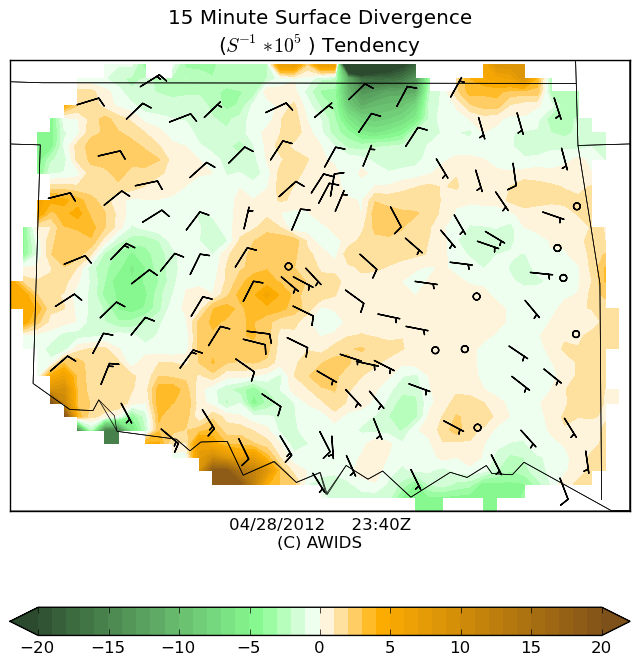 15 Minute Surface Divergence
(S⁻¹ * 10⁵ ) Tendency
04/28/2012 23:40Z
(C) AWIDS
−20 −15 −10 −5 0 5 10 15 20